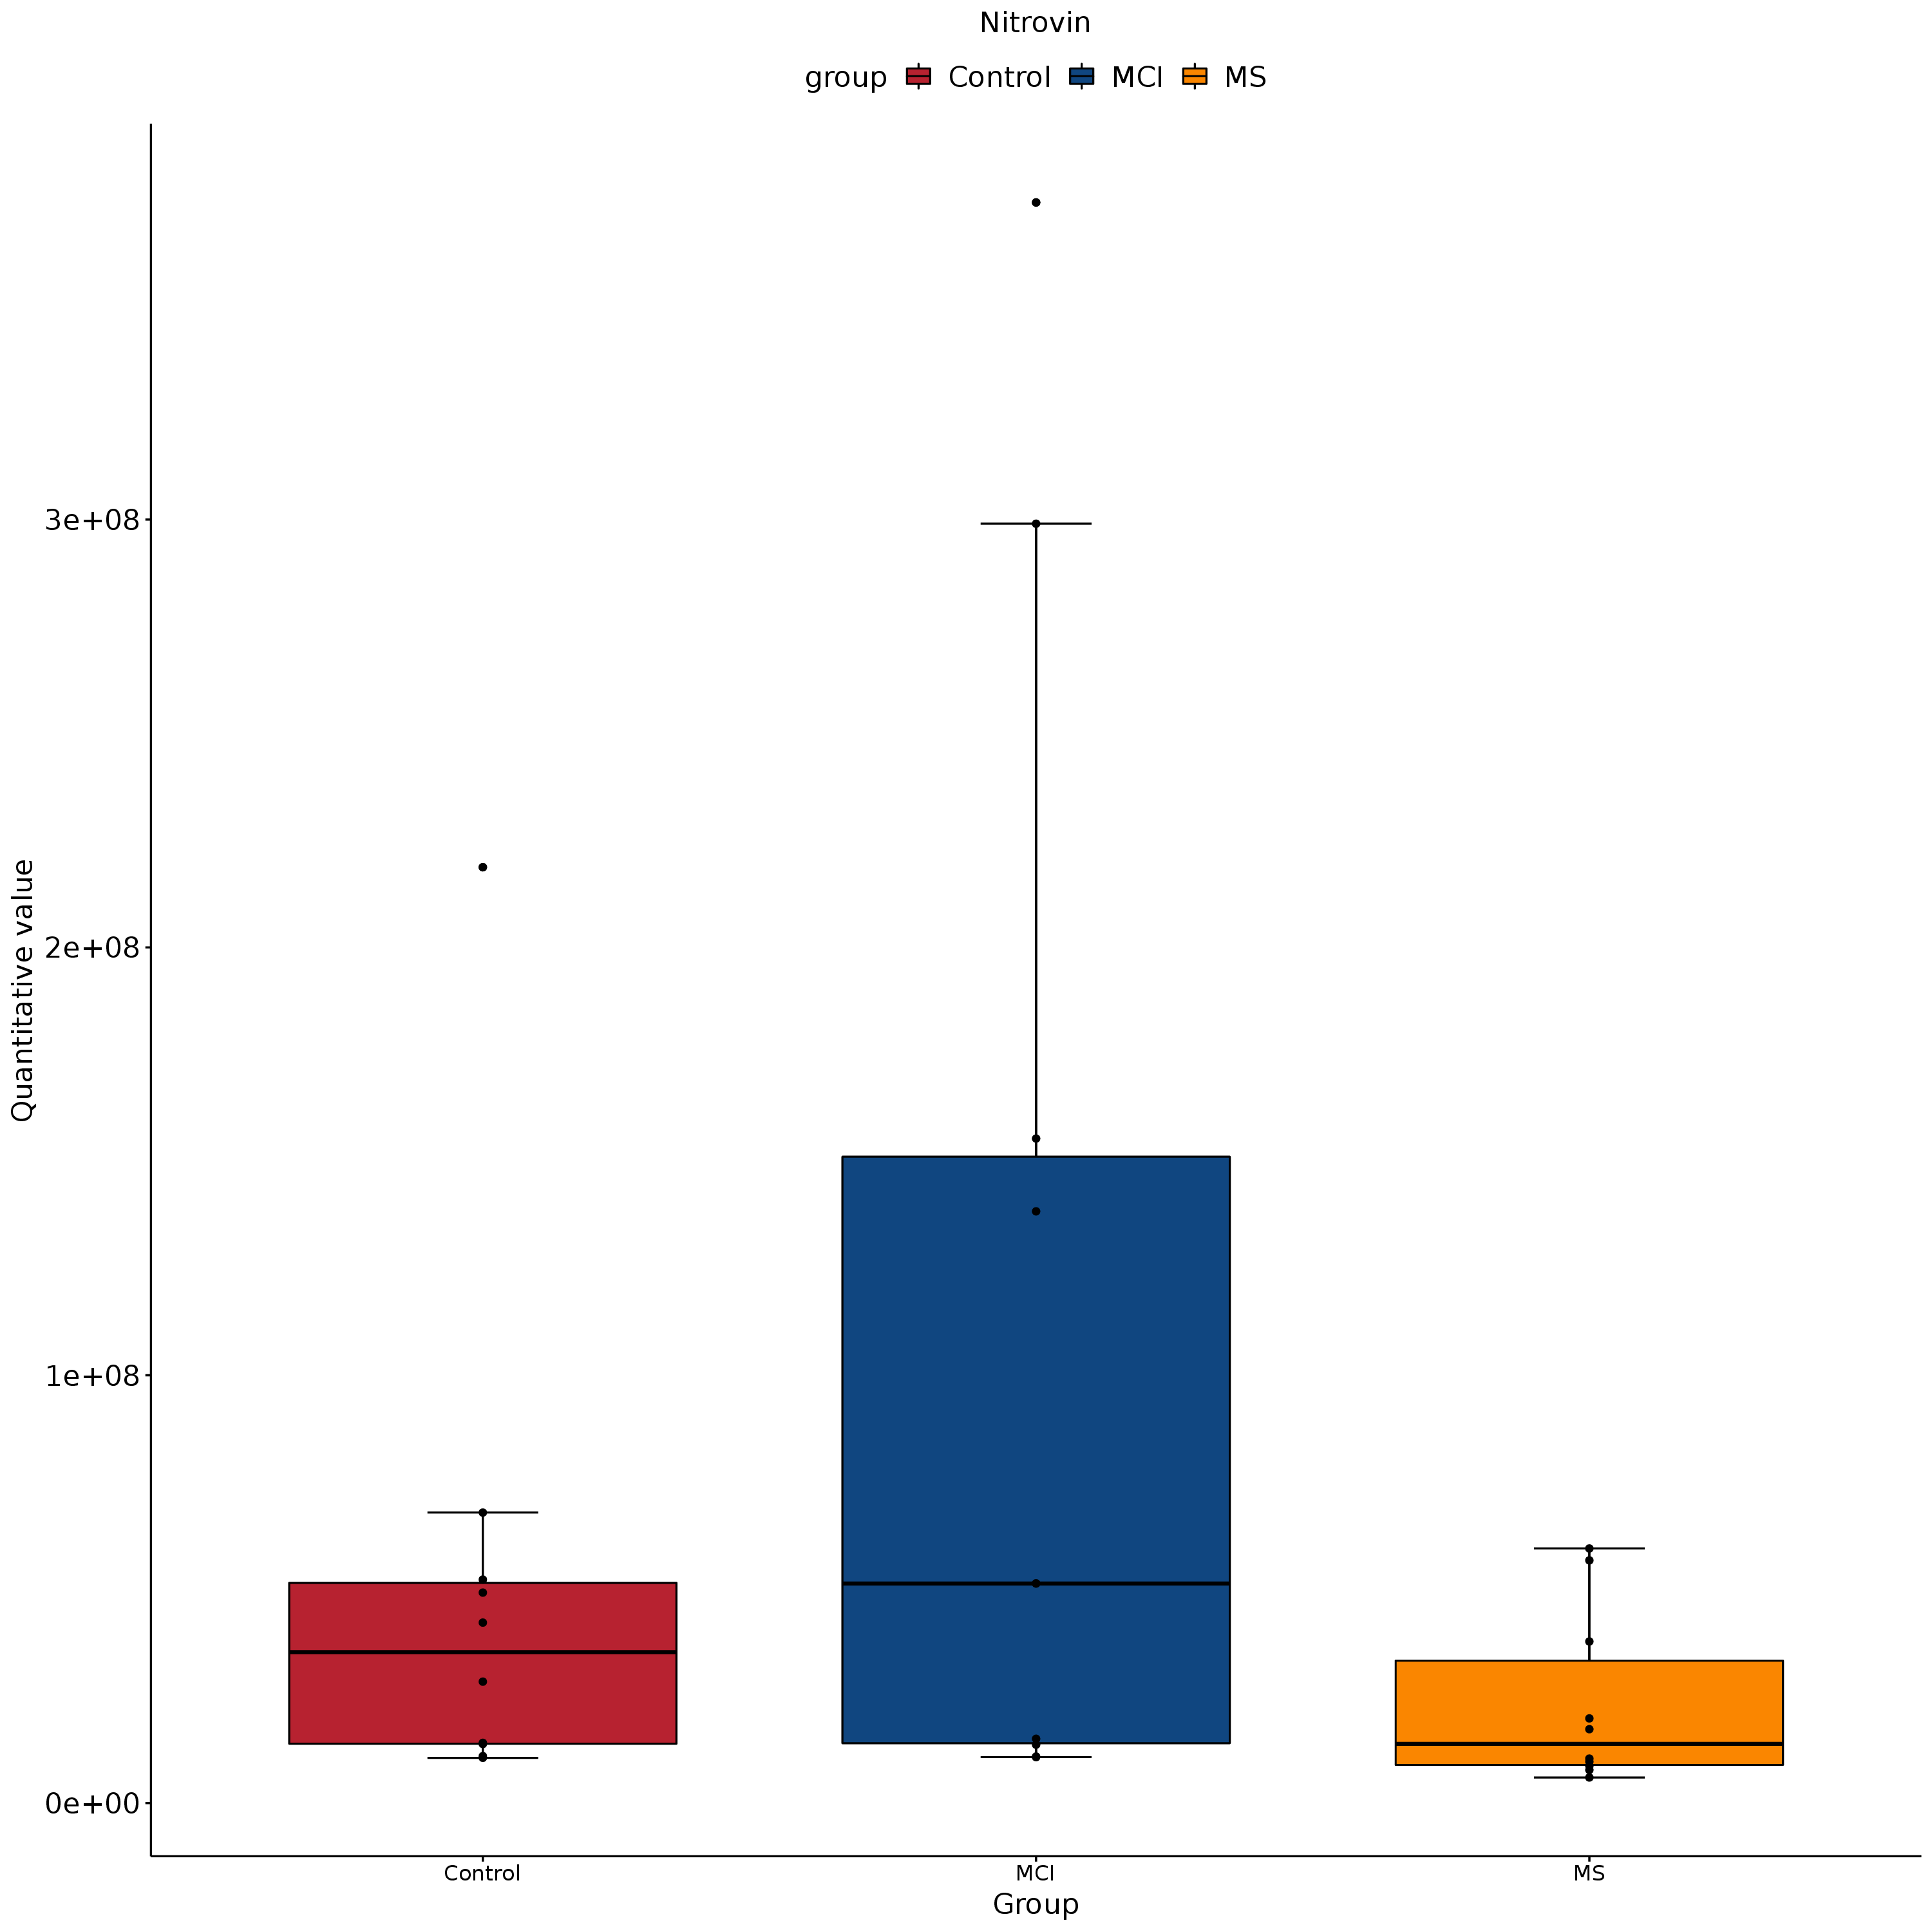 Nitrovin
group Control MCI MS
Quantitative value
3e+08
2e+08
1e+08
0e+00
Control MCI MS
Group